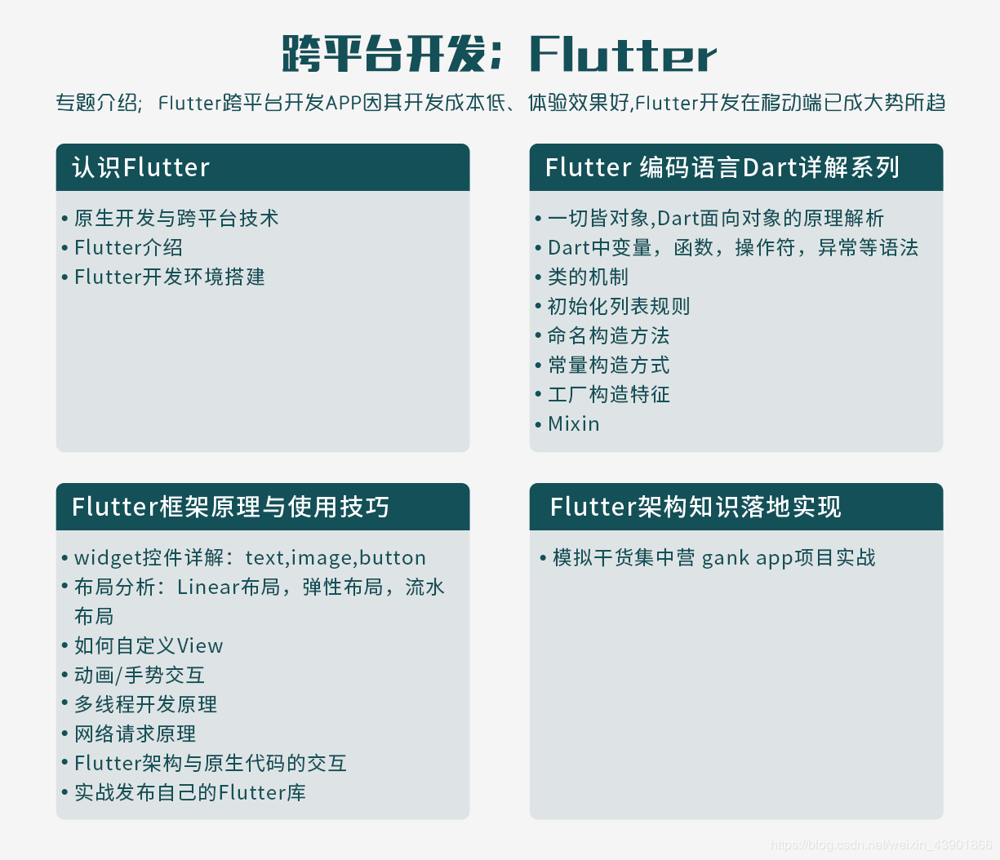 跨平台开发；Flutter
专题介绍；Flutter跨平台开发APP因其开发成本低、体验效果好,Flutter开发在移动端已成大势所趋
认识Flutter
• 原生开发与跨平台技术
• Flutter介绍
• Flutter开发环境搭建
Flutter 编码语言Dart详解系列
• 一切皆对象,Dart面向对象的原理解析
• Dart中变量，函数，操作符，异常等语法
• 类的机制
• 初始化列表规则
• 命名构造方法
• 常量构造方式
• 工厂构造特征
• Mixin
Flutter框架原理与使用技巧
• widget控件详解：text,image,button
• 布局分析：Linear布局，弹性布局，流水
布局
• 如何自定义View
• 动画/手势交互
• 多线程开发原理
• 网络请求原理
• Flutter架构与原生代码的交互
• 实战发布自己的Flutter库
Flutter架构知识落地实现
• 模拟干货集中营 gank app项目实战
https://blog.csdn.net/weixin_43901866